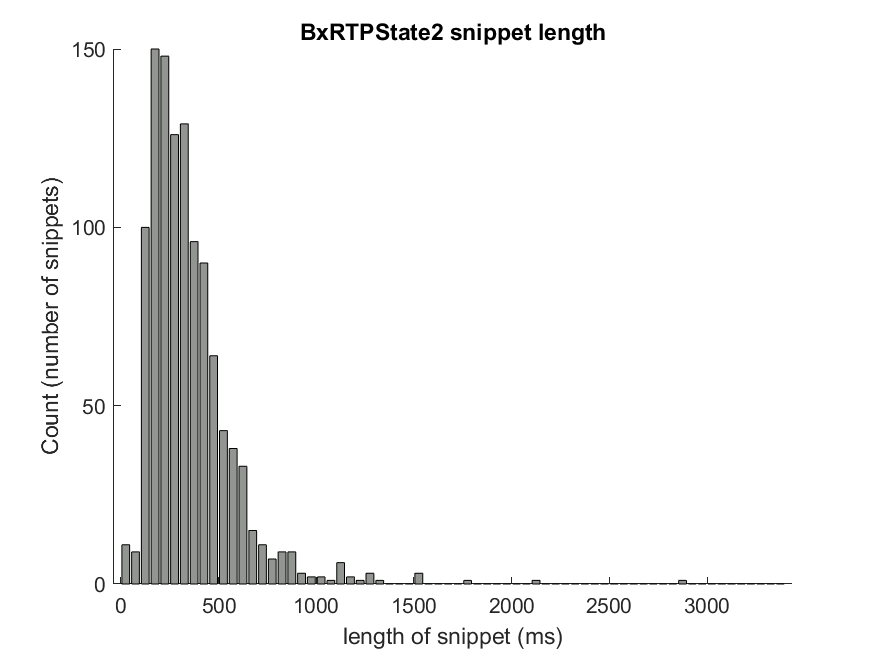 BxRTPState2 snippet length
150
100
50
0
Count (number of snippets)
0 500 1000 1500 2000 2500 3000
length of snippet (ms)